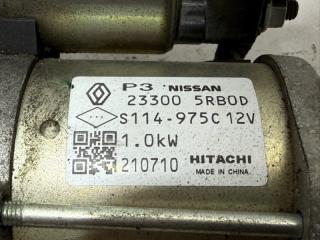 P3 NISSAN
23300 5RB0D
S114-975C 12V
1.0kW
210710 HITACHI
MADE IN CHINA